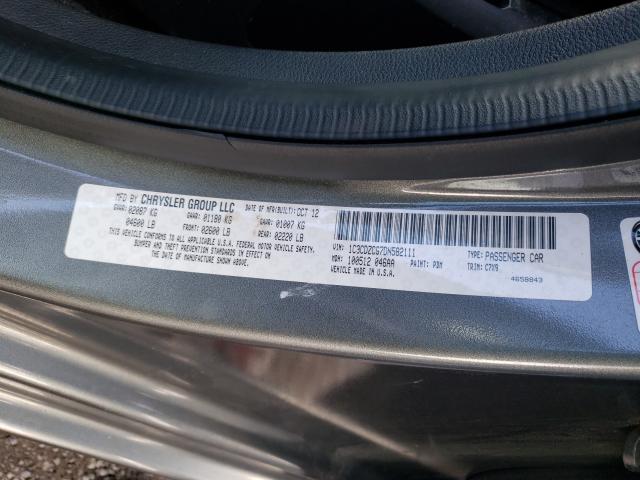 MFD BY CHRYSLER GROUP LLC DATE OF MFR(BUILT): OCT 12
GVWR: 02087 KG GAWR: 01180 KG GAWR: 01007 KG
04600 LB FRONT: 02600 LB REAR: 02220 LB
THIS VEHICLE CONFORMS TO ALL APPLICABLE U.S.A. FEDERAL MOTOR VEHICLE SAFETY,
BUMPER AND THEFT PREVENTION STANDARDS IN EFFECT ON
THE DATE OF MANUFACTURE SHOWN ABOVE.
VIN: 1C3CDZCG7DN582111 TYPE: PASSENGER CAR
MDH: 100512 046AA PAINT: PDM TRIM: C7X9
VEHICLE MADE IN U.S.A. 4658843